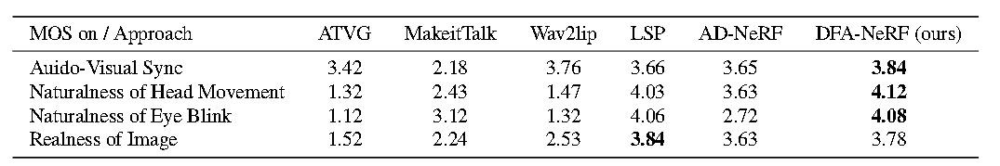 MOS on / Approach ATVG MakeitTalk Wav2lip LSP AD-NeRF DFA-NeRF (ours)
Auido-Visual Sync 3.42 2.18 3.76 3.66 3.65 3.84
Naturalness of Head Movement 1.32 2.43 1.47 4.03 3.63 4.12
Naturalness of Eye Blink 1.12 3.12 1.32 4.06 2.72 4.08
Realness of Image 1.52 2.24 2.53 3.84 3.63 3.78